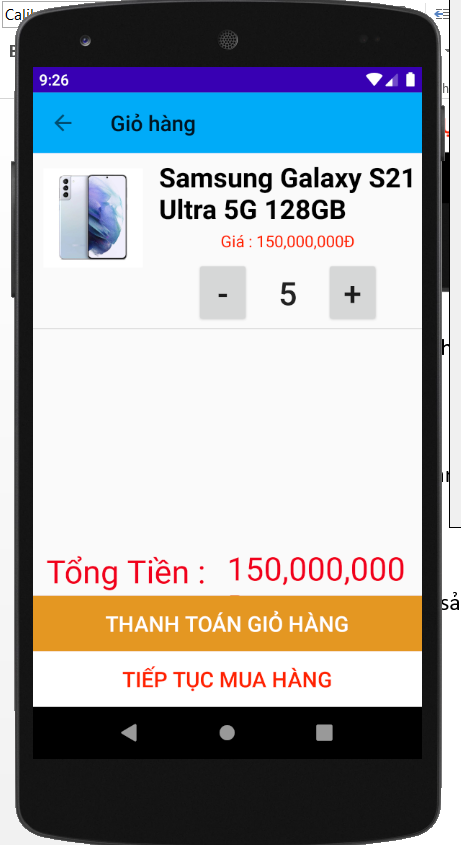 9:26
Giỏ hàng
Samsung Galaxy S21
Ultra 5G 128GB
Giá : 150,000,000Đ
- 5 +
Tổng Tiền : 150,000,000
THANH TOÁN GIỎ HÀNG
sả
TIẾP TỤC MUA HÀNG